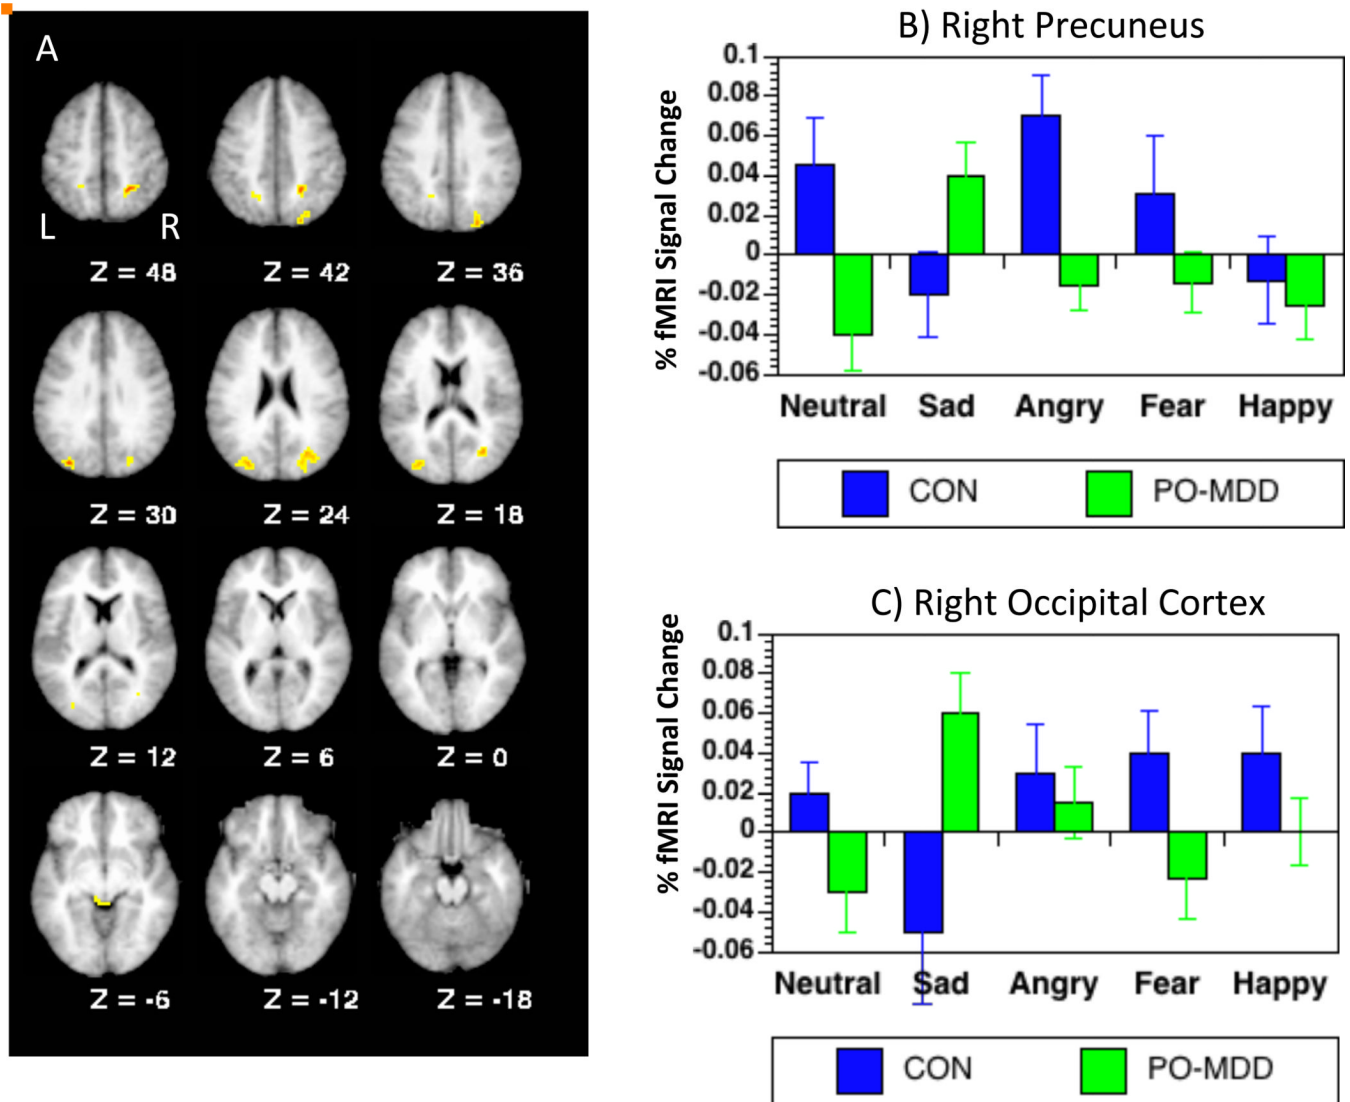 A
L R
Z = 48 Z = 42 Z = 36
Z = 30 Z = 24 Z = 18
Z = 12 Z = 6 Z = 0
Z = -6 Z = -12 Z = -18
B) Right Precuneus
% fMRI Signal Change
0.1
0.08
0.06
0.04
0.02
0
-0.02
-0.04
-0.06
Neutral Sad Angry Fear Happy
CON PO-MDD
C) Right Occipital Cortex
% fMRI Signal Change
0.1
0.08
0.06
0.04
0.02
0
-0.02
-0.04
-0.06
Neutral Sad Angry Fear Happy
CON PO-MDD